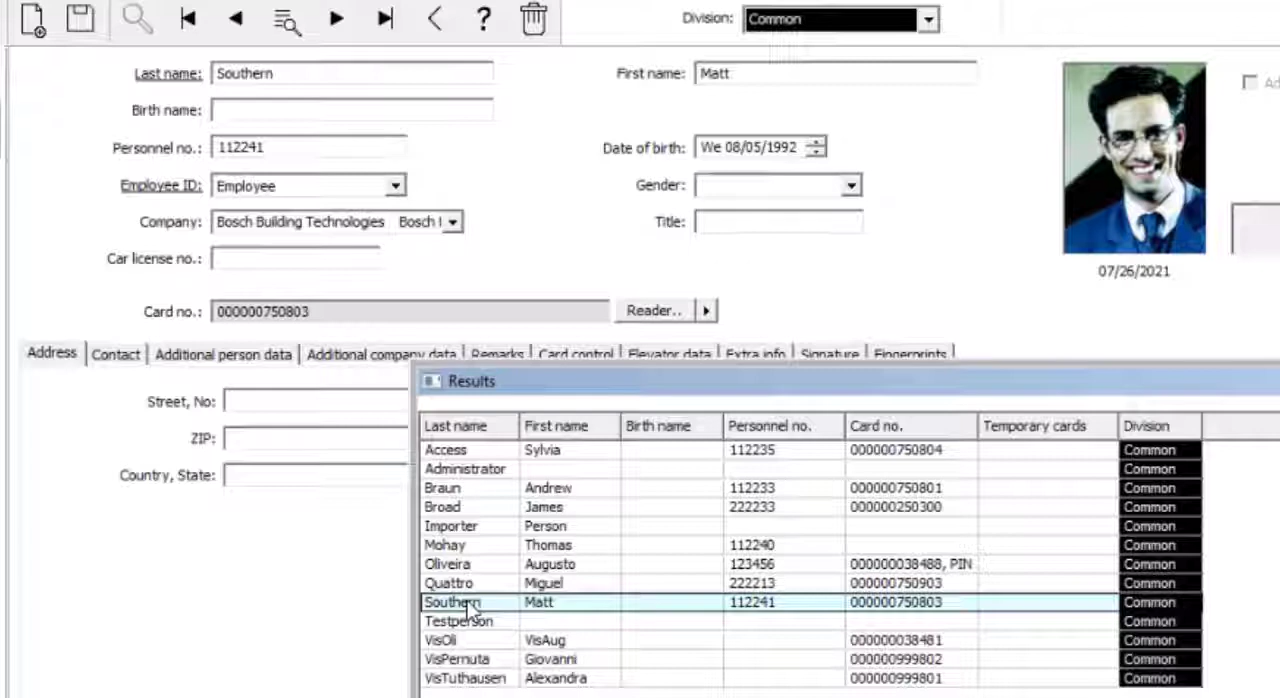 Division: Common
Last name: Southern First name: Matt
Ad
Birth name:
Personnel no.: 112241 Date of birth: We 08/05/1992
Employee ID: Employee Gender:
Company: Bosch Building Technologies Bosch Title:
Car license no.:
07/26/2021
Card no.: 000000750803 Reader..
Address Contact Additional person data Additional company data Remarks Card control Elevator data Extra info Signature Fingerprints
Results
Street, No:
ZIP:
Country, State:
Last name First name Birth name Personnel no. Card no. Temporary cards Division
Access Sylvia 112235 000000750804 Common
Administrator Common
Braun Andrew 112233 000000750801 Common
Broad James 222233 000000250300 Common
Importer Person Common
Mohay Thomas 112240 Common
Oliveira Augusto 123456 000000038488, PIN Common
Quattro Miguel 222213 000000750903 Common
Southern Matt 112241 000000750803 Common
Testperson Common
VisOli VisAug 000000038481 Common
VisPernuta Giovanni 000000999802 Common
VisTuthausen Alexandra 000000999801 Common